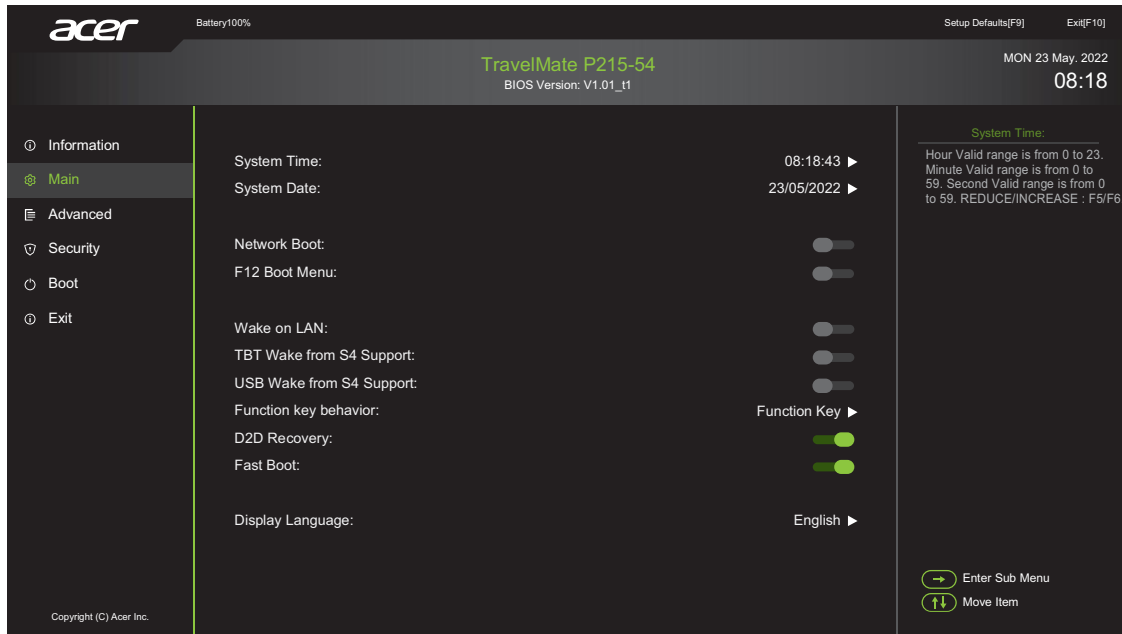 acer
Battery100%
Setup Defaults[F9]
Exit[F10]
TravelMate P215-54
BIOS Version: V1.01_t1
MON 23 May. 2022
08:18
Information
Main
Advanced
Security
Boot
Exit
System Time: 08:18:43
System Date: 23/05/2022
Network Boot:
F12 Boot Menu:
Wake on LAN:
TBT Wake from S4 Support:
USB Wake from S4 Support:
Function key behavior: Function Key
D2D Recovery:
Fast Boot:
Display Language: English
System Time:
Hour Valid range is from 0 to 23.
Minute Valid range is from 0 to
59. Second Valid range is from 0
to 59. REDUCE/INCREASE : F5/F6
Enter Sub Menu
Move Item
Copyright (C) Acer Inc.